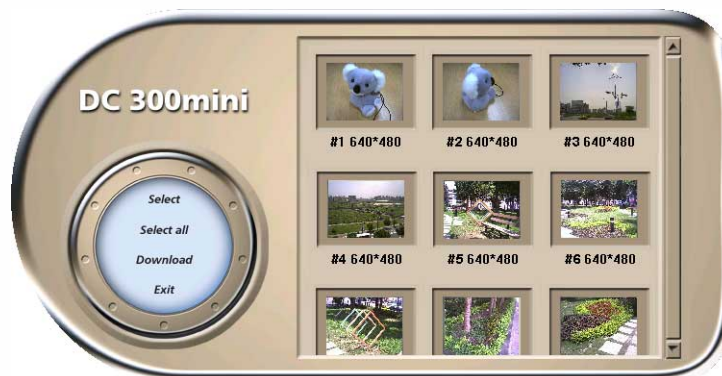 DC 300mini
Select
Select all
Download
Exit
#1 640*480
#2 640*480
#3 640*480
#4 640*480
#5 640*480
#6 640*480